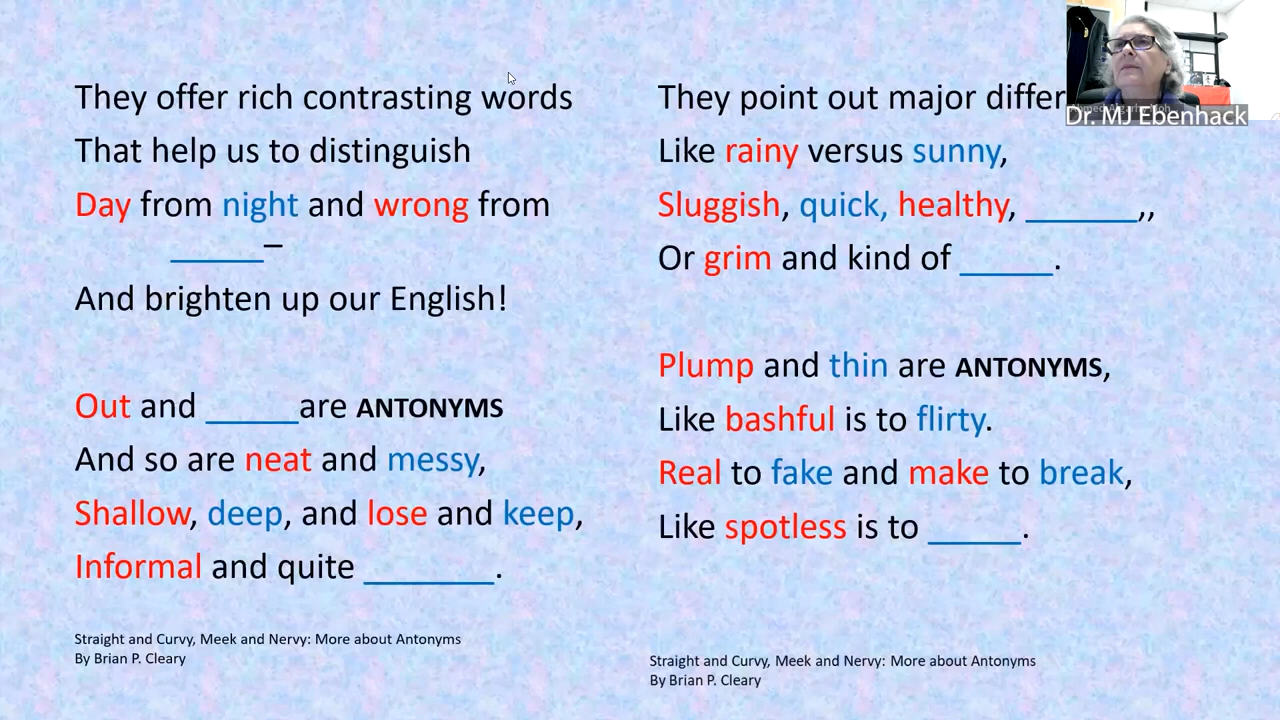 They offer rich contrasting words
That help us to distinguish
Day from night and wrong from
______–
And brighten up our English!
Out and ______are ANTONYMS
And so are neat and messy,
Shallow, deep, and lose and keep,
Informal and quite ________.
Straight and Curvy, Meek and Nervy: More about Antonyms
By Brian P. Cleary
They point out major differ
Like rainy versus sunny,
Sluggish, quick, healthy, _______,,
Or grim and kind of ______.
Plump and thin are ANTONYMS,
Like bashful is to flirty.
Real to fake and make to break,
Like spotless is to ______.
Straight and Curvy, Meek and Nervy: More about Antonyms
By Brian P. Cleary
Dr. MJ Ebenhack